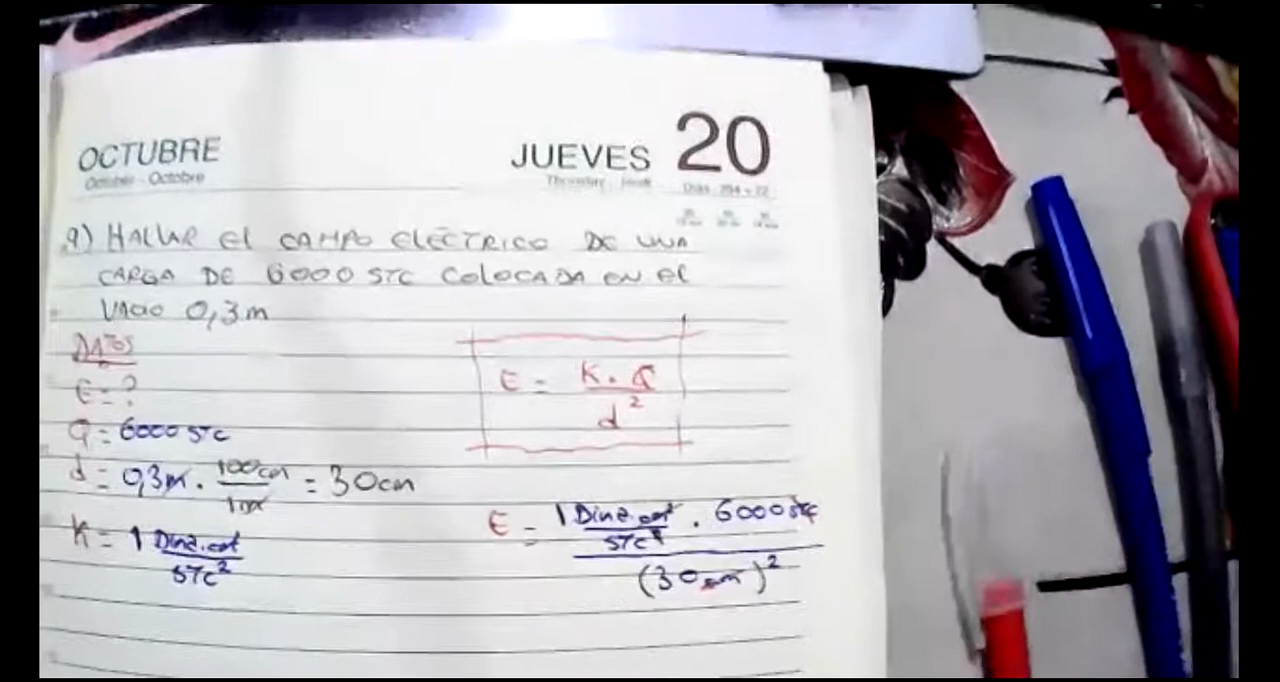 OCTUBRE
October - Octobre
JUEVES 20
9) HALLAR El CAMPO ELÉCTRICO DE UNA
CARGA DE 6000 STC COLOCADA EN El
VACIO 0,3 m
DATOS
E = ?
Q = 6000 STC
d = 0,3m . 100cm / 1m = 30cm
K = 1 Dina.cm² / STC²
E = K . Q / d²
E = 1 Dina.cm² / STC² . 6000 STC / (30cm)²